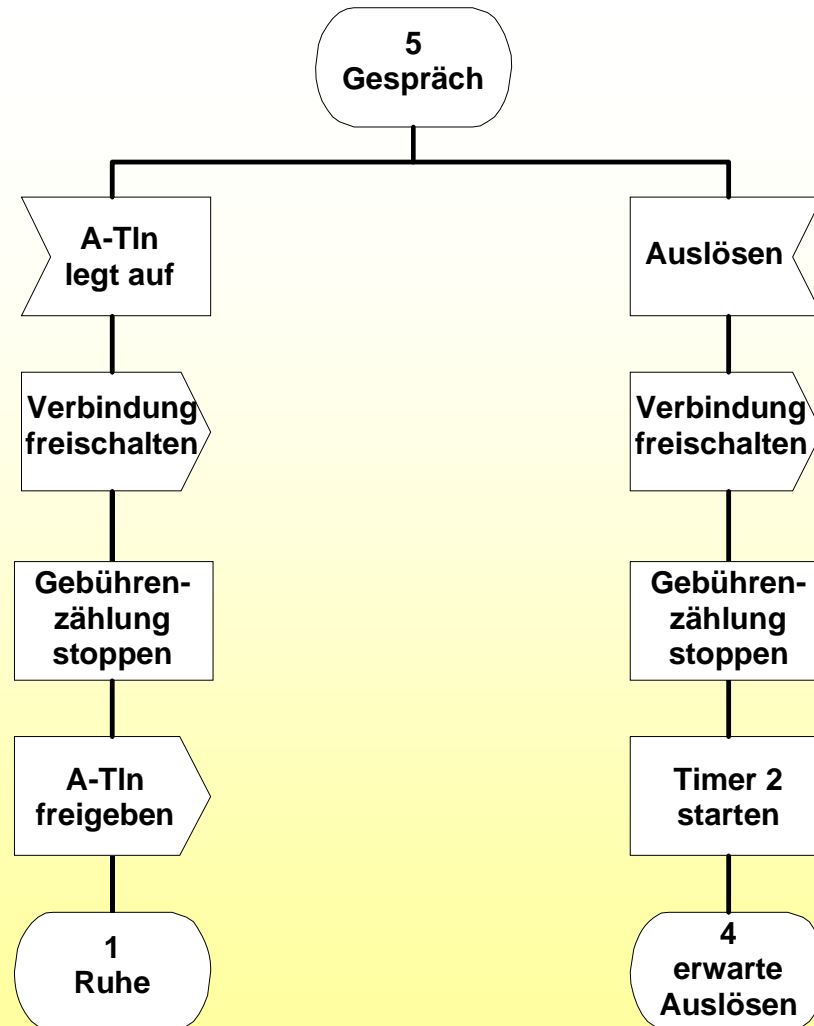 5
Gespräch
A-Tln
legt auf
Verbindung
freischalten
Gebühren-
zählung
stoppen
A-Tln
freigeben
1
Ruhe
Auslösen
Verbindung
freischalten
Gebühren-
zählung
stoppen
Timer 2
starten
4
erwarte
Auslösen